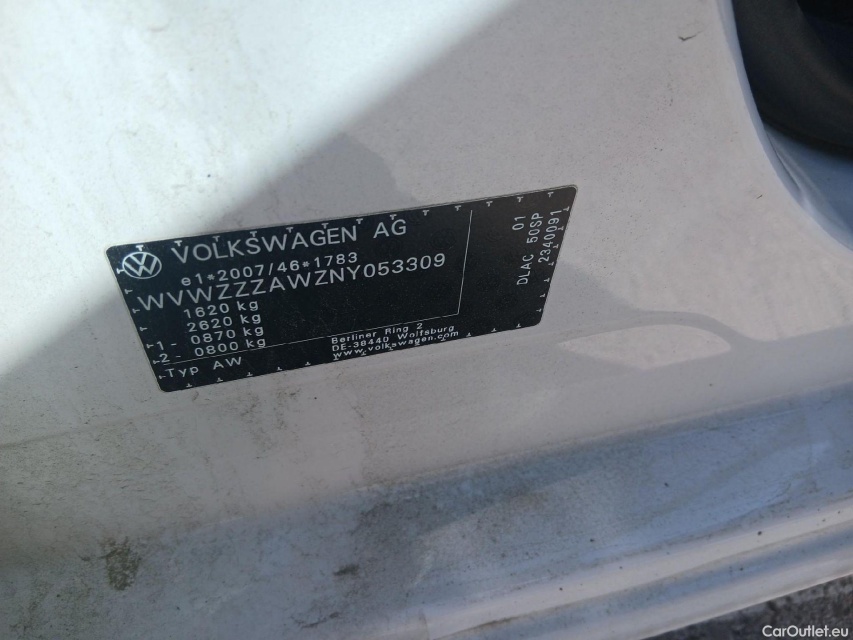 VOLKSWAGEN AG
e1*2007/46*1783
WVWZZZAWZNY053309
1620 kg
2620 kg
1- 0870 kg
2- 0800 kg
Typ AW
Berliner Ring 2
DE-38440 Wolfsburg
www.volkswagen.com
01
DLAC 50SP
2340091
CarOutlet.eu